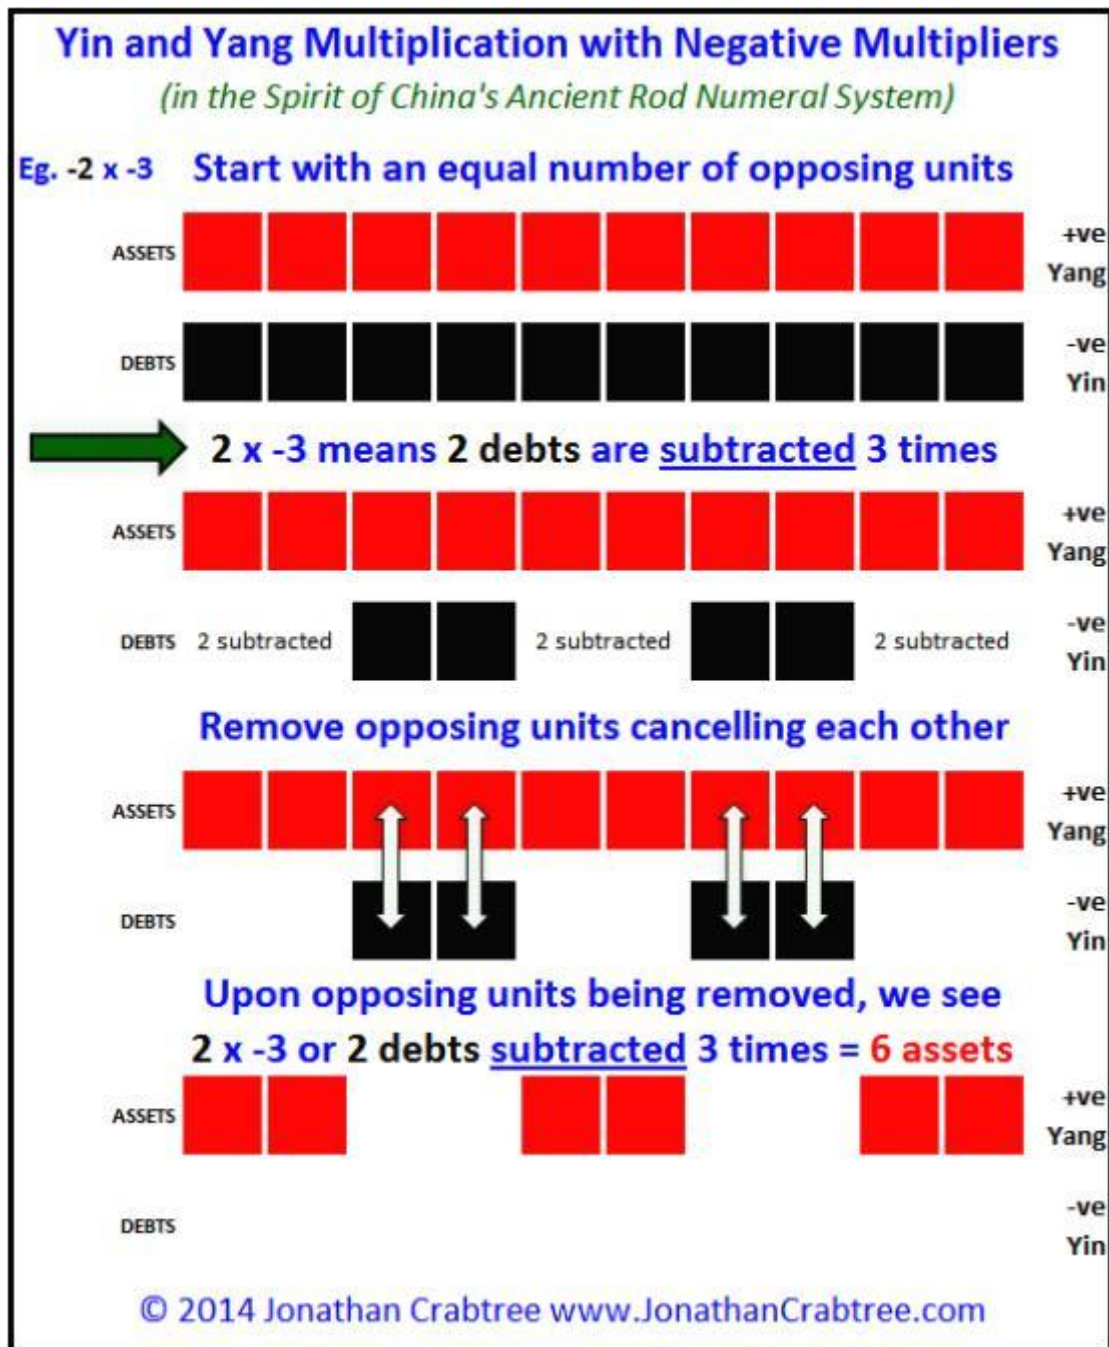 Yin and Yang Multiplication with Negative Multipliers
(in the Spirit of China's Ancient Rod Numeral System)
Eg. -2 x -3 Start with an equal number of opposing units
ASSETS
+ve
Yang
DEBTS
-ve
Yin
2 x -3 means 2 debts are subtracted 3 times
ASSETS
+ve
Yang
DEBTS 2 subtracted 2 subtracted 2 subtracted
-ve
Yin
Remove opposing units cancelling each other
ASSETS
+ve
Yang
DEBTS
-ve
Yin
Upon opposing units being removed, we see
2 x -3 or 2 debts subtracted 3 times = 6 assets
ASSETS
+ve
Yang
DEBTS
-ve
Yin
© 2014 Jonathan Crabtree www.JonathanCrabtree.com